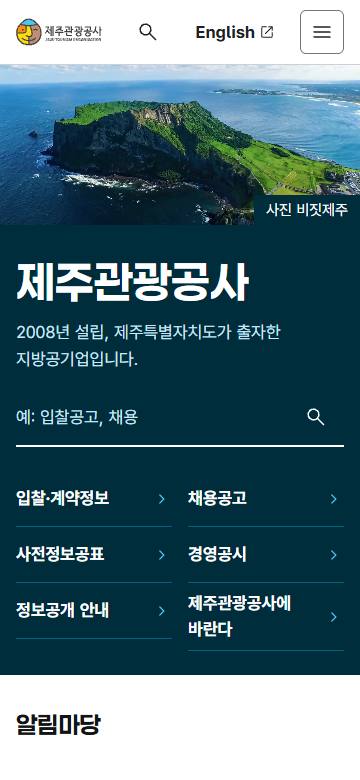 제주관광공사
JEJU TOURISM ORGANIZATION
English
사진 비짓제주
제주관광공사
2008년 설립, 제주특별자치도가 출자한
지방공기업입니다.
예: 입찰공고, 채용
입찰·계약정보
채용공고
사전정보공표
경영공시
정보공개 안내
제주관광공사에
바란다
알림마당